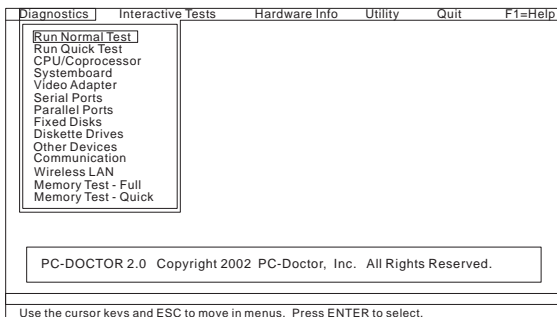 Diagnostics Interactive Tests Hardware Info Utility Quit F1=Help
Run Normal Test
Run Quick Test
CPU/Coprocessor
Systemboard
Video Adapter
Serial Ports
Parallel Ports
Fixed Disks
Diskette Drives
Other Devices
Communication
Wireless LAN
Memory Test - Full
Memory Test - Quick
PC-DOCTOR 2.0 Copyright 2002 PC-Doctor, Inc. All Rights Reserved.
Use the cursor keys and ESC to move in menus. Press ENTER to select.